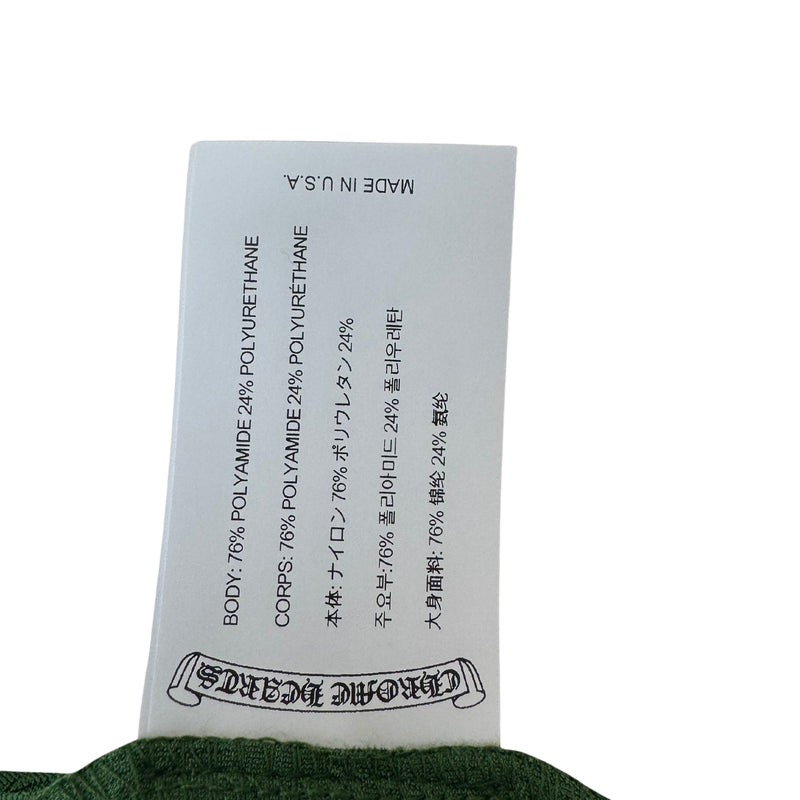 MADE IN U.S.A.
BODY: 76% POLYAMIDE 24% POLYURETHANE
CORPS: 76% POLYAMIDE 24% POLYURÉTHANE
本体: ナイロン 76% ポリウレタン 24%
주요부:76% 폴리아미드 24% 폴리우레탄
大身面料: 76% 锦纶 24% 氨纶
CHROME HEARTS